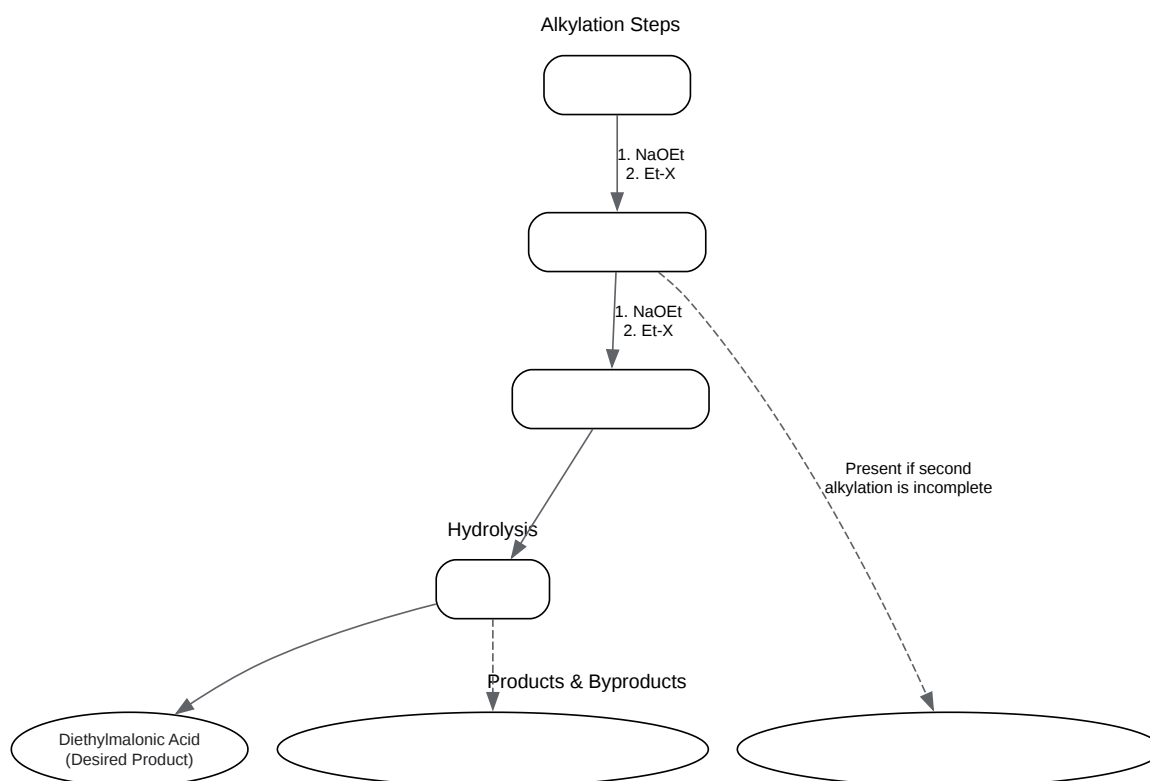 Alkylation Steps
1. NaOEt
2. Et-X
1. NaOEt
2. Et-X
Present if second
alkylation is incomplete
Hydrolysis
Products & Byproducts
Diethylmalonic Acid
(Desired Product)